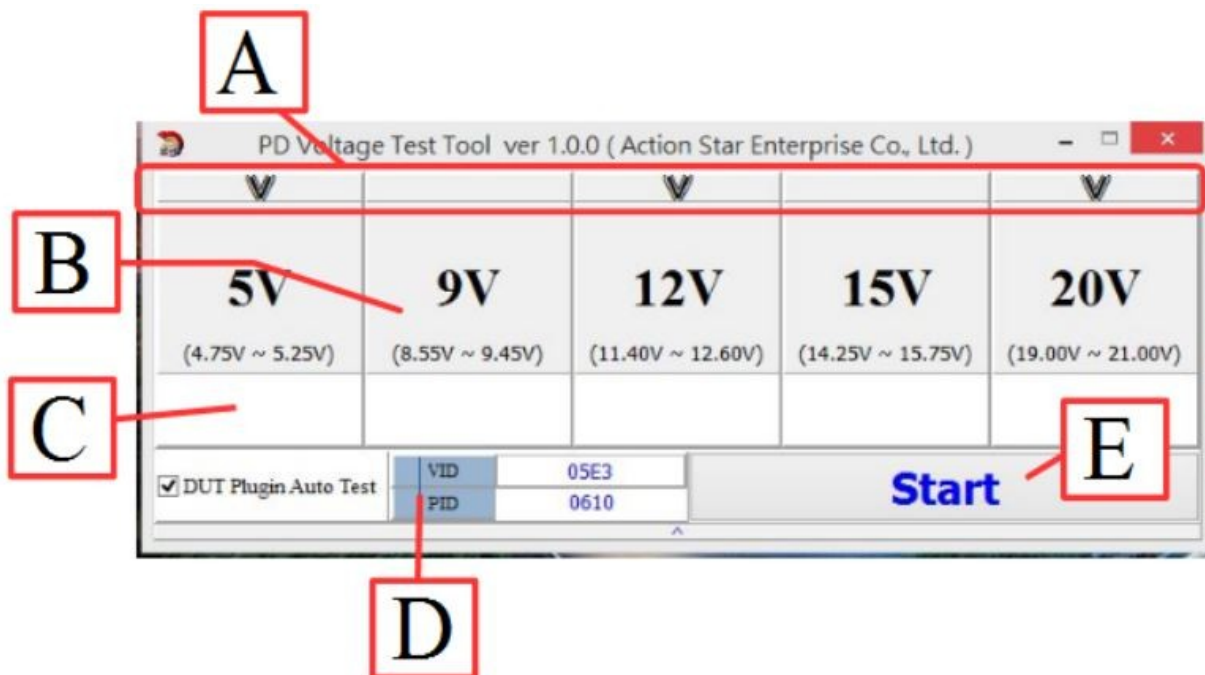 A
PD Voltage Test Tool ver 1.0.0 ( Action Star Enterprise Co., Ltd. )
V V V
B
5V 9V 12V 15V 20V
(4.75V ~ 5.25V) (8.55V ~ 9.45V) (11.40V ~ 12.60V) (14.25V ~ 15.75V) (19.00V ~ 21.00V)
C
E
DUT Plugin Auto Test
VID 05E3
PID 0610
Start
D